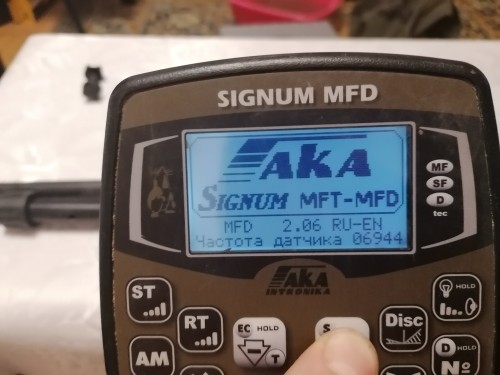 SIGNUM MFD
AKA
SIGNUM MFT-MFD
MFD 2.06 RU-EN
Частота датчика 06944
MF
SF
D
tec
AKA
INTRONIKA
ST
RT
EC HOLD
T
S
Disc
HOLD
AM
D HOLD
Nº